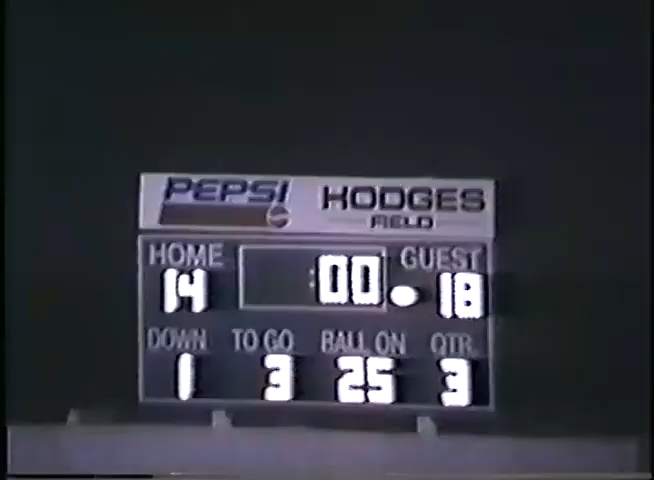 PEPSI HODGES
FIELD
HOME :00 GUEST
14 18
DOWN TO GO BALL ON QTR.
1 3 25 3